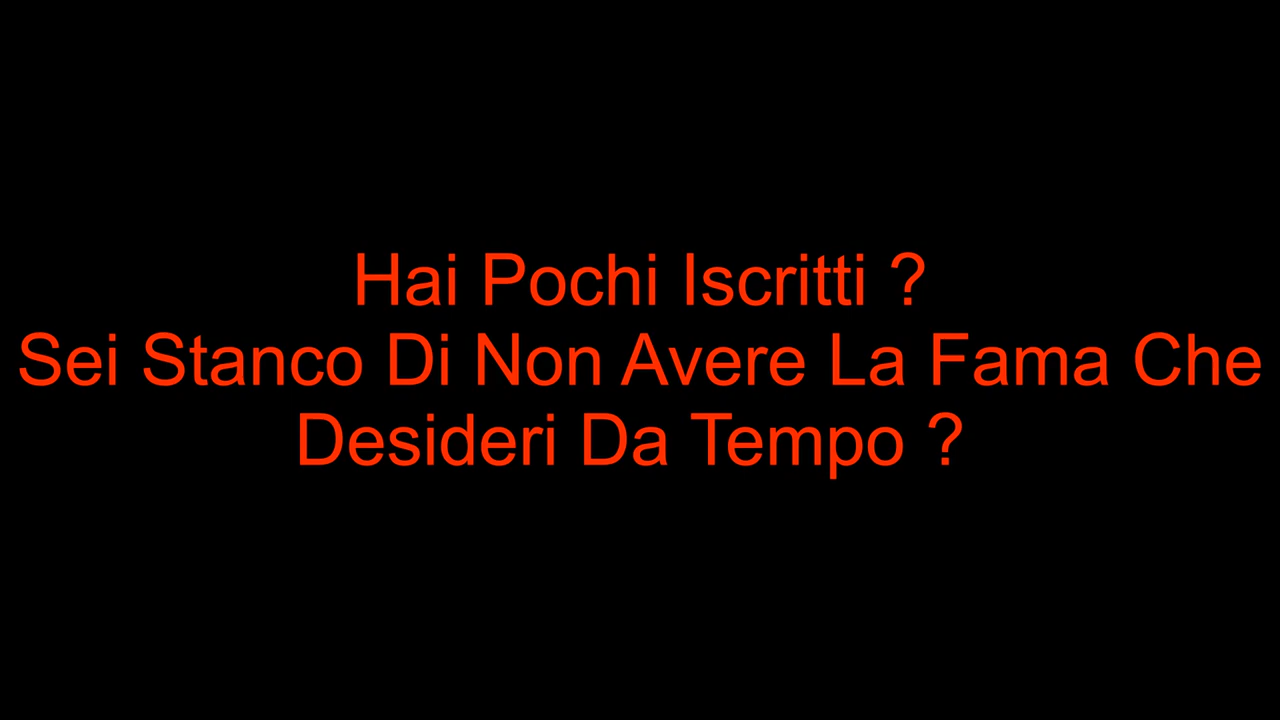 Hai Pochi Iscritti ?
Sei Stanco Di Non Avere La Fama Che
Desideri Da Tempo ?